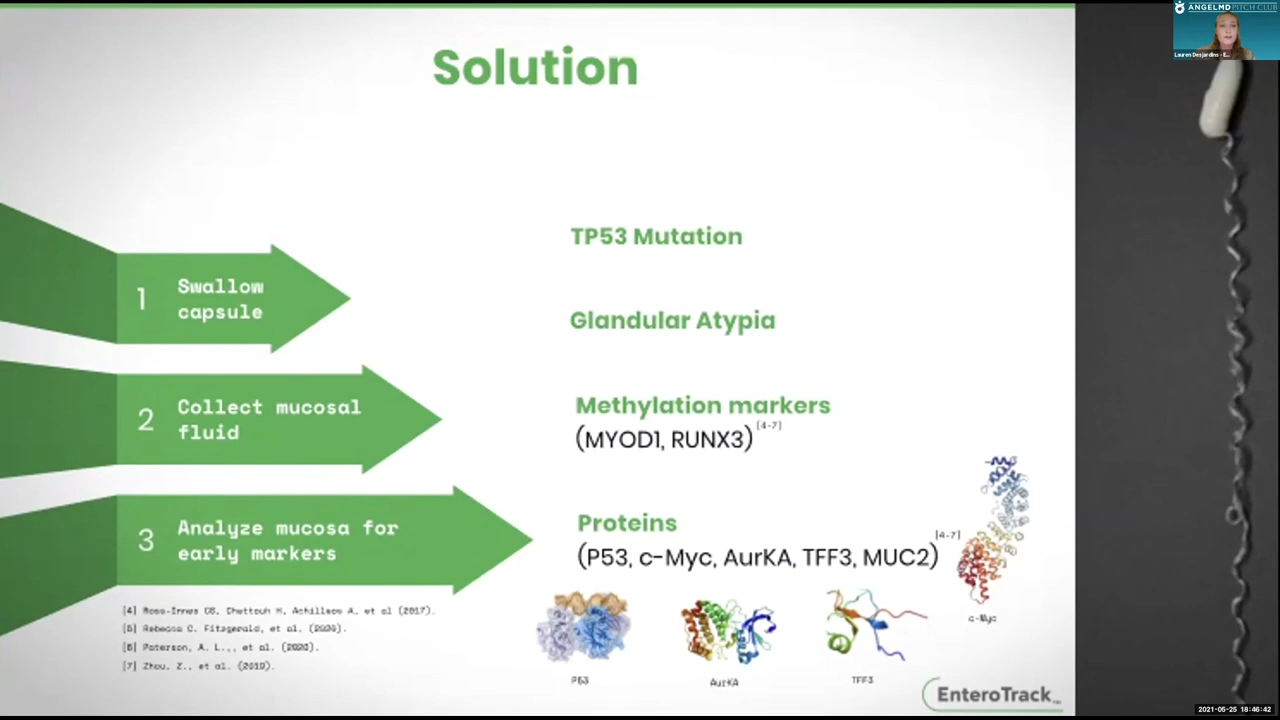 Solution
ANGELMD PITCH CLUB
Lauren Desjardins - E...
1 Swallow
capsule
2 Collect mucosal
fluid
3 Analyze mucosa for
early markers
TP53 Mutation
Glandular Atypia
Methylation markers
(MYOD1, RUNX3) [4-7]
Proteins
(P53, c-Myc, AurKA, TFF3, MUC2) [4-7]
c-Myc
P53
AurKA
TFF3
[4] Ross-Innes CS, Chettouh H, Achilleos A, et al (2017).
[5] Rebecca C. Fitzgerald, et al. (2020).
[6] Paterson, A. L.,, et al. (2020).
[7] Zhou, Z., et al. (2019).
EnteroTrack™
2021-05-25 18:46:42